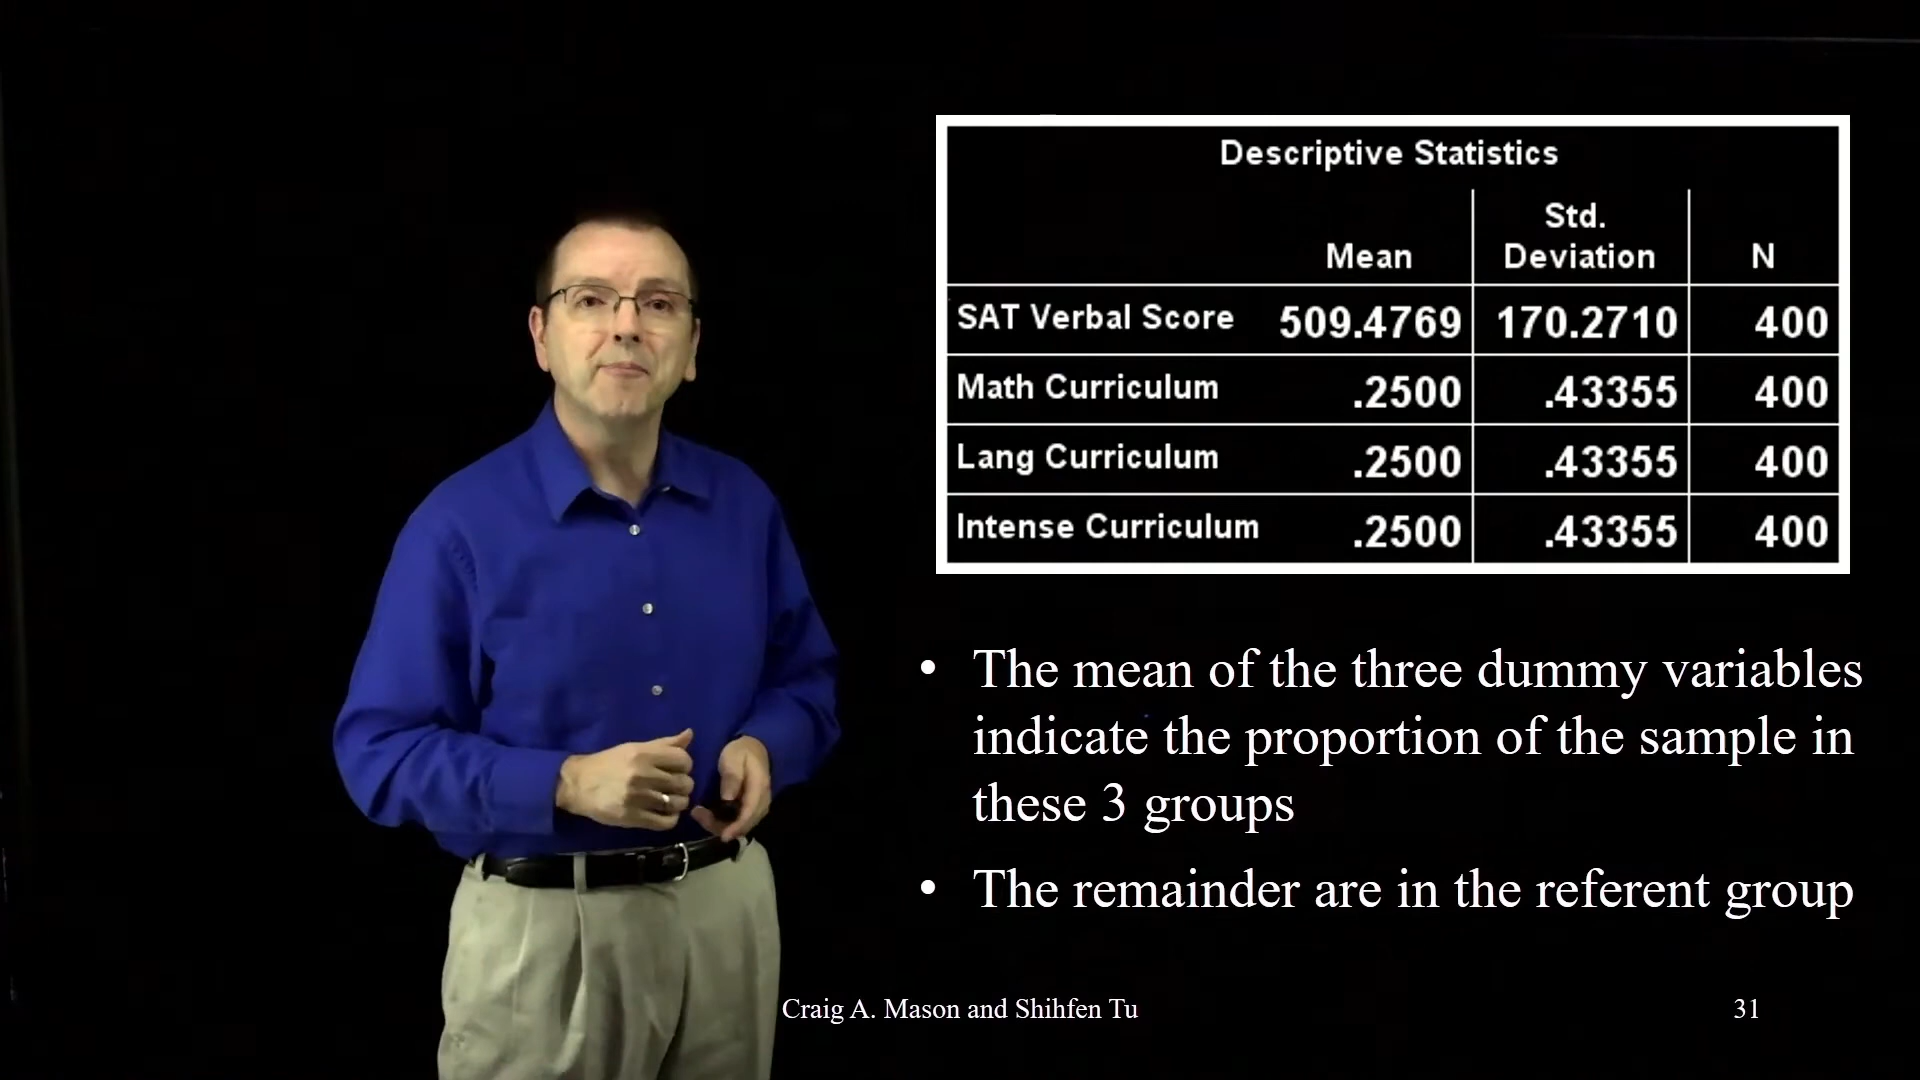 Descriptive Statistics
Mean Std. Deviation N
SAT Verbal Score 509.4769 170.2710 400
Math Curriculum .2500 .43355 400
Lang Curriculum .2500 .43355 400
Intense Curriculum .2500 .43355 400
• The mean of the three dummy variables
indicate the proportion of the sample in
these 3 groups
• The remainder are in the referent group
Craig A. Mason and Shihfen Tu 31